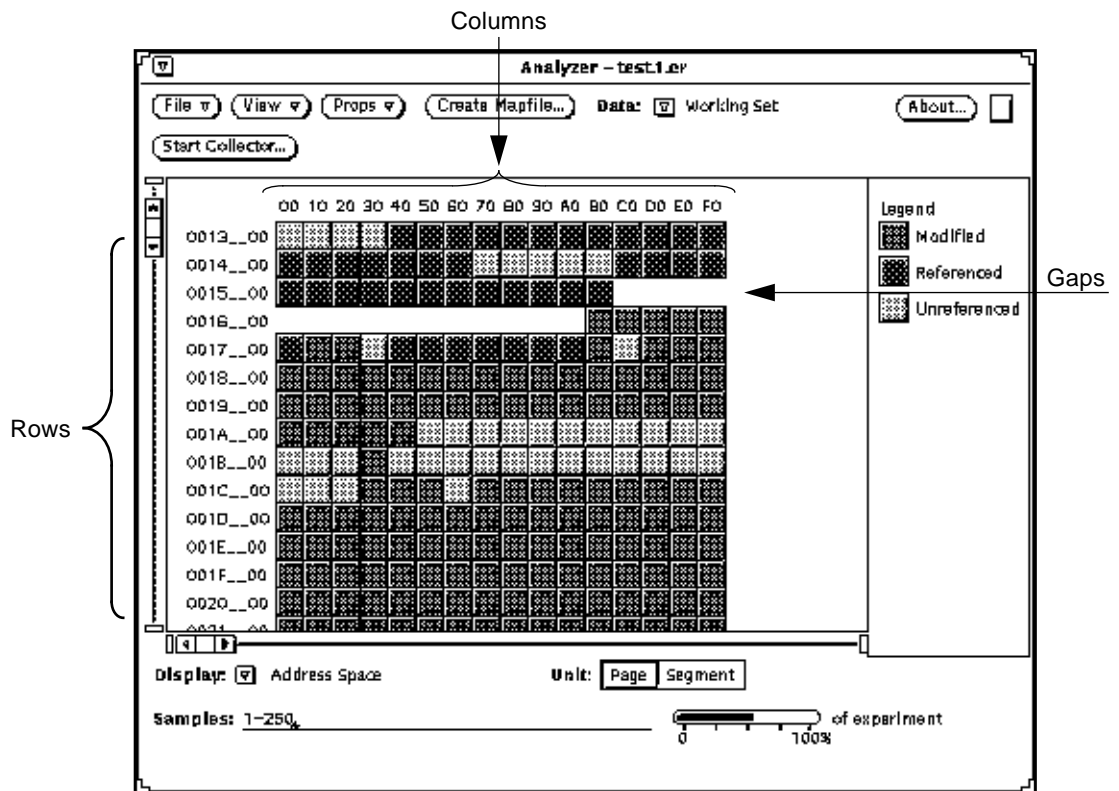 Columns
Analyzer – test.1.er
File View Props Create Mapfile... Data: Working Set About...
Start Collector...
00 10 20 30 40 50 60 70 80 90 A0 B0 C0 D0 E0 F0
Legend
0013__00 Modified
0014__00 Referenced
0015__00 Gaps
0016__00 Unreferenced
0017__00
0018__00
0019__00
Rows
001A__00
001B__00
001C__00
001D__00
001E__00
001F__00
0020__00
0021__00
Display: Address Space Unit: Page Segment
Samples: 1–250 of experiment
0 100%